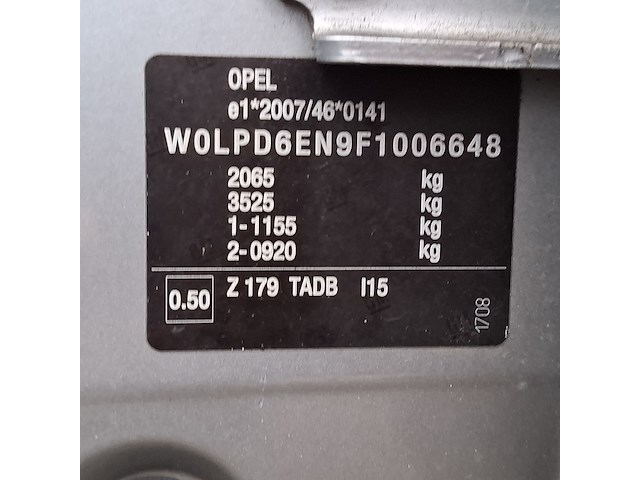 OPEL
e1*2007/46*0141
W0LPD6EN9F1006648
2065 kg
3525 kg
1-1155 kg
2-0920 kg
0.50 Z 179 TADB I15
1708